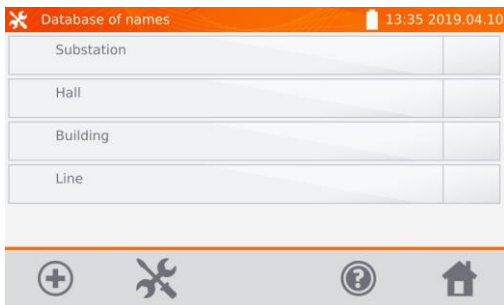 Database of names 13:35 2019.04.10
Substation
Hall
Building
Line